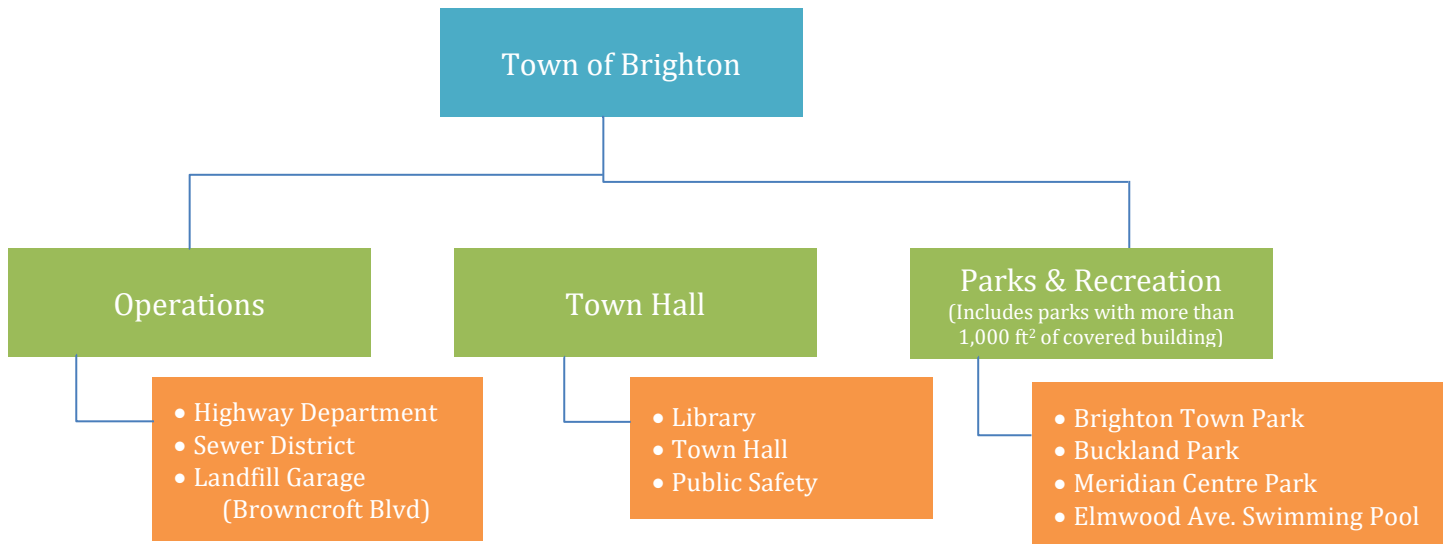 Town of Brighton
Operations
Town Hall
Parks & Recreation
(Includes parks with more than
1,000 ft² of covered building)
• Highway Department
• Sewer District
• Landfill Garage
(Browncroft Blvd)
• Library
• Town Hall
• Public Safety
• Brighton Town Park
• Buckland Park
• Meridian Centre Park
• Elmwood Ave. Swimming Pool